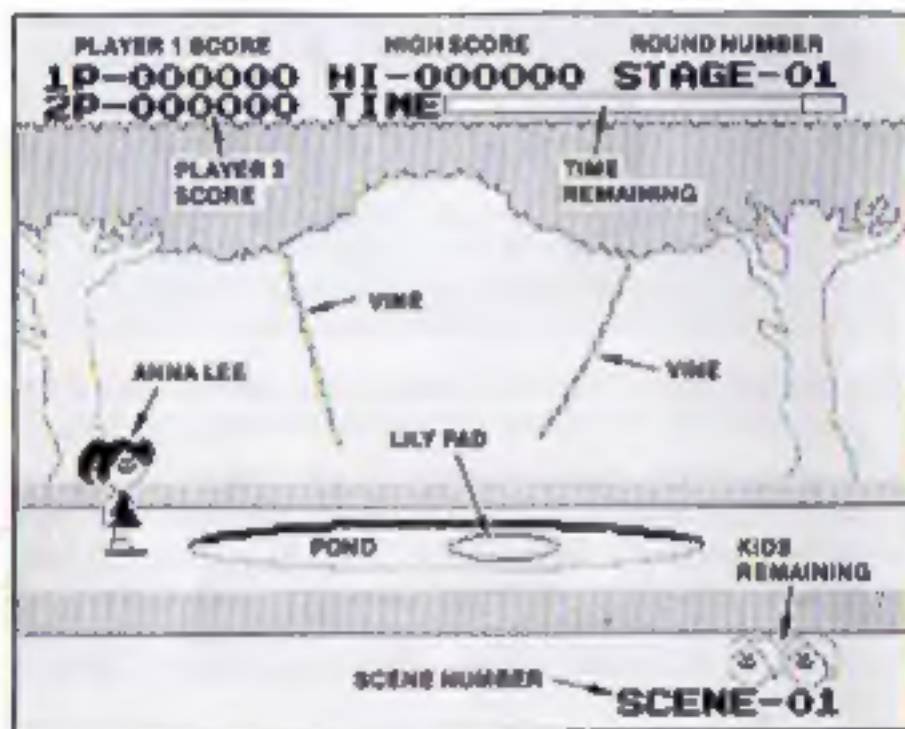 PLAYER 1 SCORE HIGH SCORE ROUND NUMBER
1P-000000 HI-000000 STAGE-01
2P-000000 TIME
PLAYER 2
SCORE
TIME
REMAINING
VINE
VINE
ANNA LEE
LILY PAD
POND
KIDS
REMAINING
SCENE NUMBER
SCENE-01